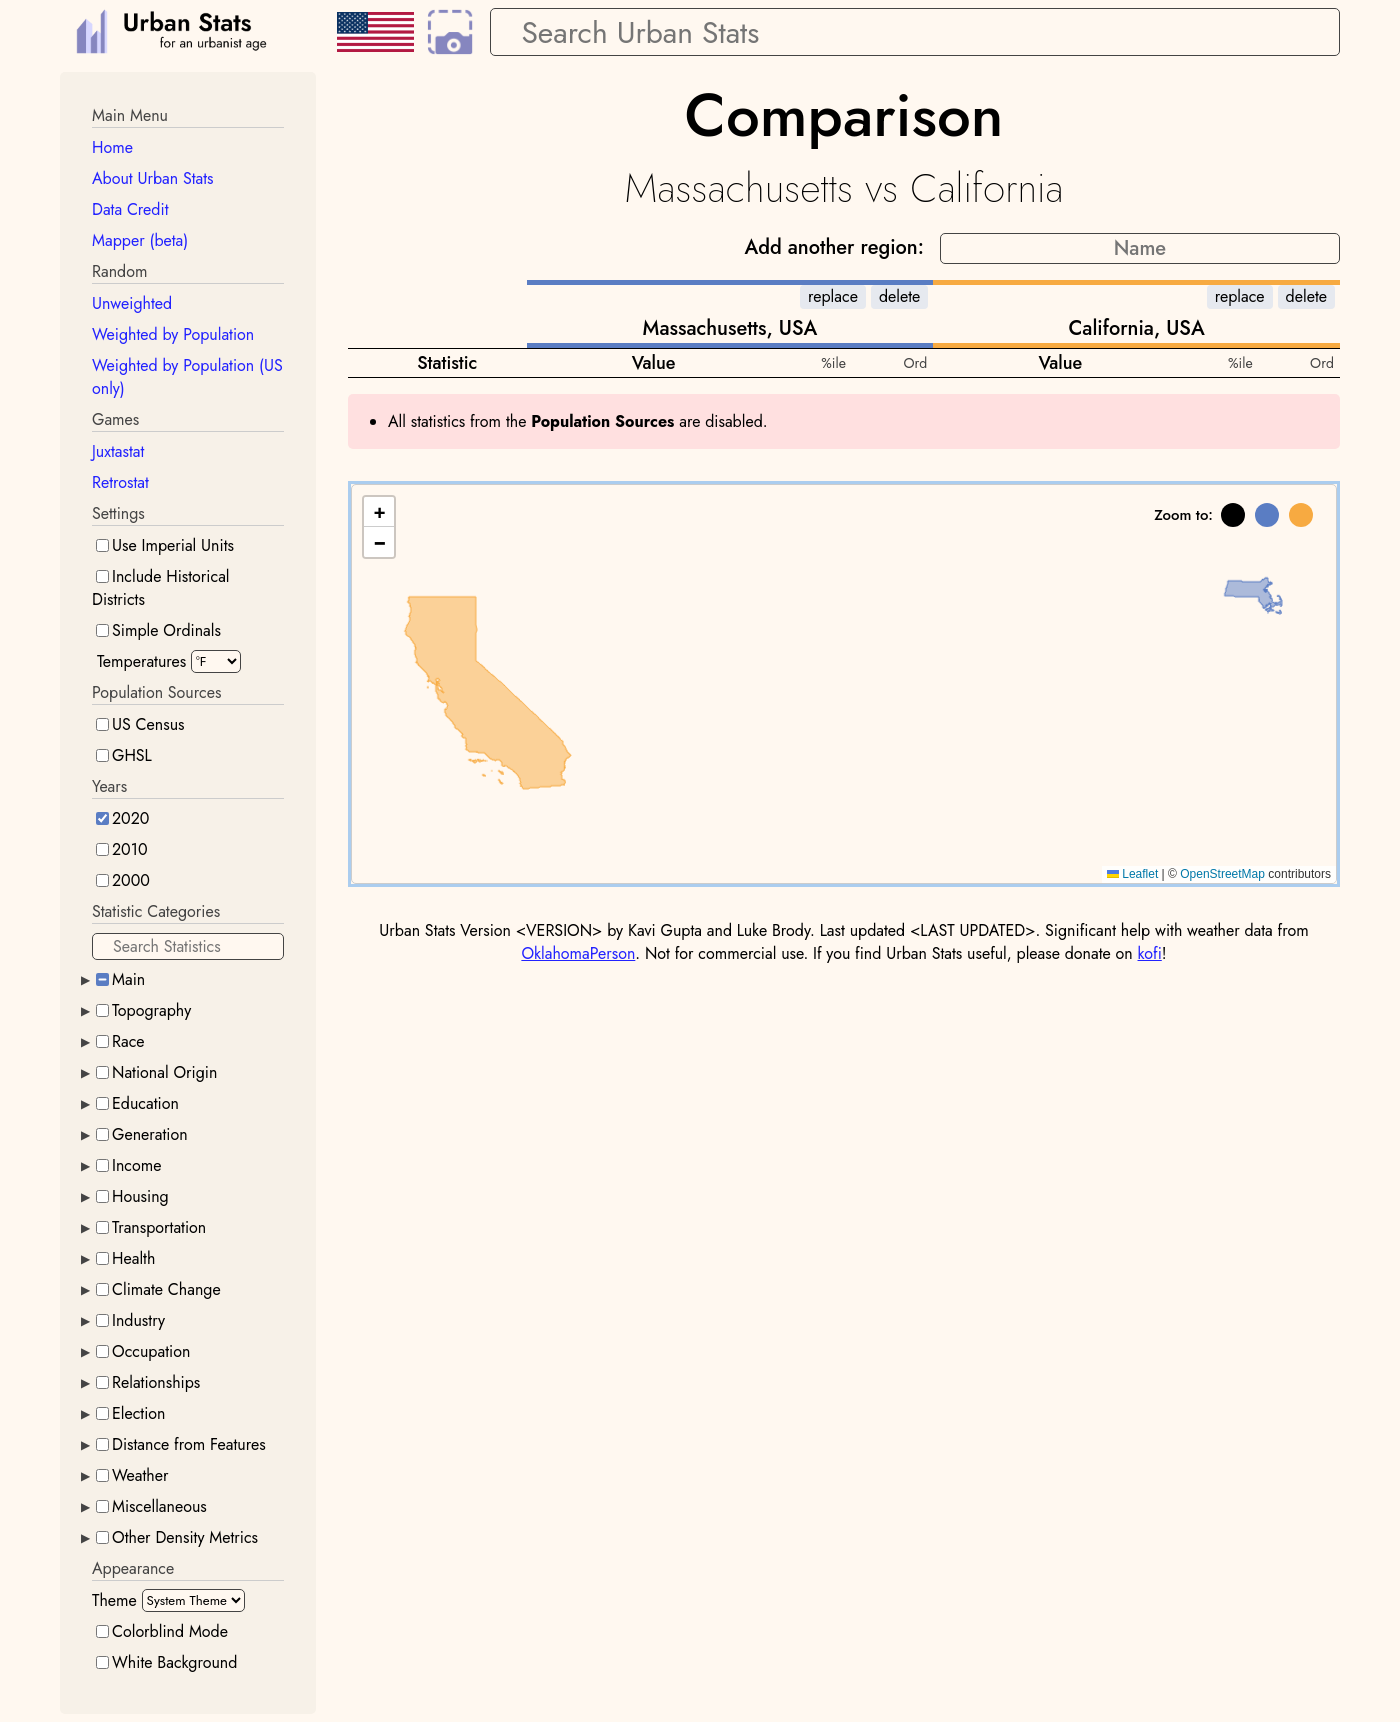 Urban Stats
for an urbanist age
Search Urban Stats
Main Menu
Home
About Urban Stats
Data Credit
Mapper (beta)
Random
Unweighted
Weighted by Population
Weighted by Population (US
only)
Games
Juxtastat
Retrostat
Settings
Use Imperial Units
Include Historical
Districts
Simple Ordinals
Temperatures °F
Population Sources
US Census
GHSL
Years
2020
2010
2000
Statistic Categories
Search Statistics
Main
Topography
Race
National Origin
Education
Generation
Income
Housing
Transportation
Health
Climate Change
Industry
Occupation
Relationships
Election
Distance from Features
Weather
Miscellaneous
Other Density Metrics
Appearance
Theme System Theme
Colorblind Mode
White Background
Comparison
Massachusetts vs California
Add another region: Name
replace delete replace delete
Massachusetts, USA California, USA
Statistic Value %ile Ord Value %ile Ord
• All statistics from the Population Sources are disabled.
+
−
Zoom to:
Leaflet | © OpenStreetMap contributors
Urban Stats Version <VERSION> by Kavi Gupta and Luke Brody. Last updated <LAST UPDATED>. Significant help with weather data from
OklahomaPerson. Not for commercial use. If you find Urban Stats useful, please donate on kofi!